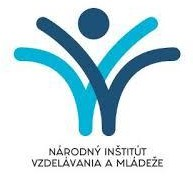 NÁRODNÝ INŠTITÚT
VZDELÁVANIA A MLÁDEŽE